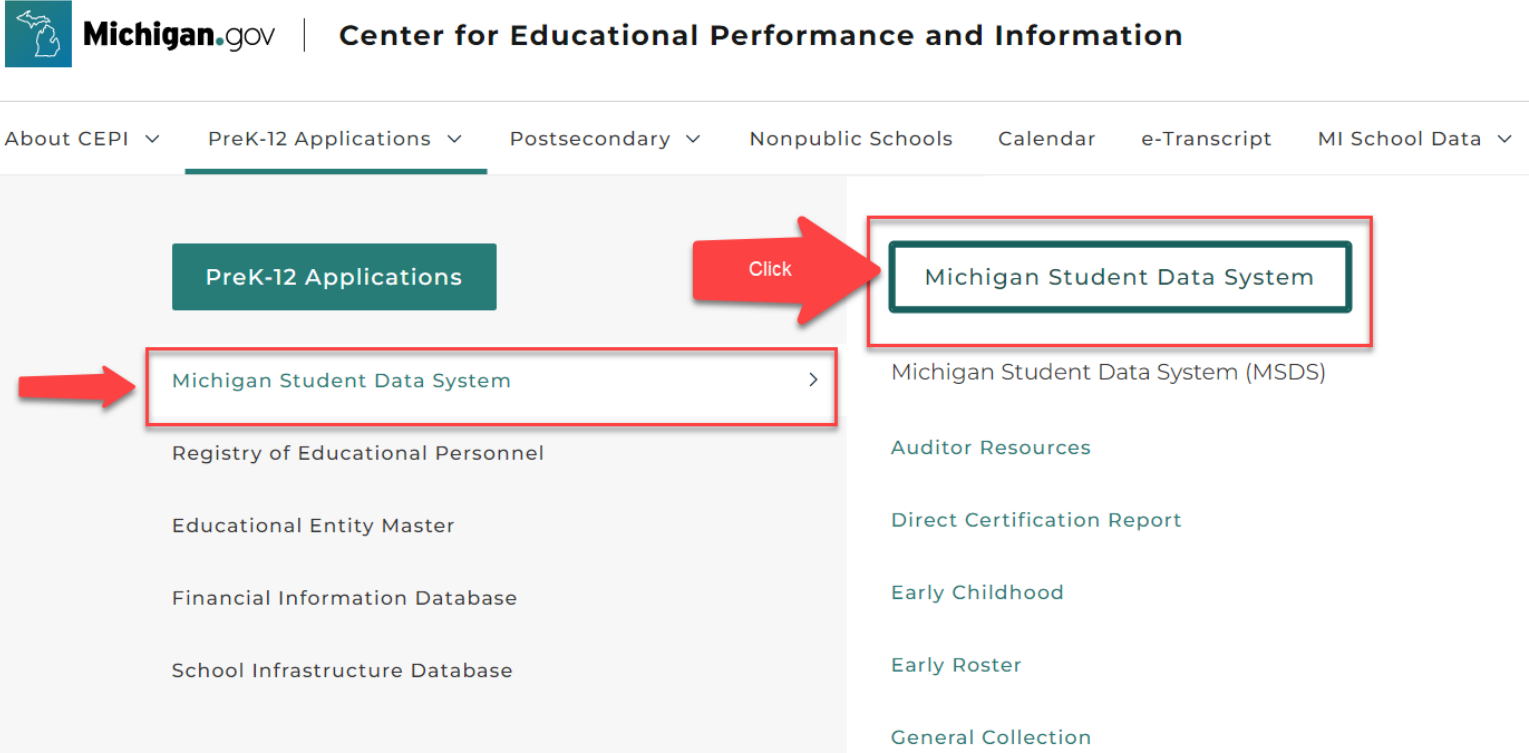 Michigan.gov Center for Educational Performance and Information
About CEPI PreK-12 Applications Postsecondary Nonpublic Schools Calendar e-Transcript MI School Data
PreK-12 Applications
Michigan Student Data System
Registry of Educational Personnel
Educational Entity Master
Financial Information Database
School Infrastructure Database
Click
Michigan Student Data System
Michigan Student Data System (MSDS)
Auditor Resources
Direct Certification Report
Early Childhood
Early Roster
General Collection